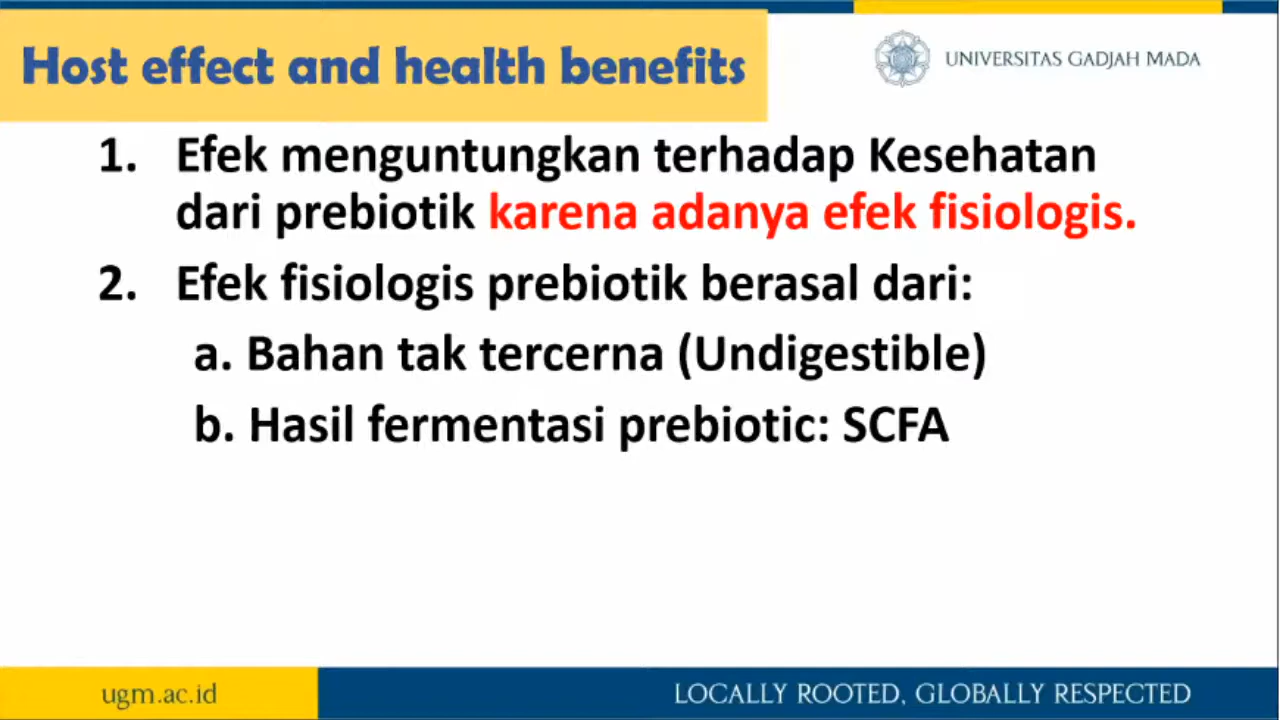 Host effect and health benefits
UNIVERSITAS GADJAH MADA
1. Efek menguntungkan terhadap Kesehatan
dari prebiotik karena adanya efek fisiologis.
2. Efek fisiologis prebiotik berasal dari:
a. Bahan tak tercerna (Undigestible)
b. Hasil fermentasi prebiotic: SCFA
ugm.ac.id
LOCALLY ROOTED, GLOBALLY RESPECTED